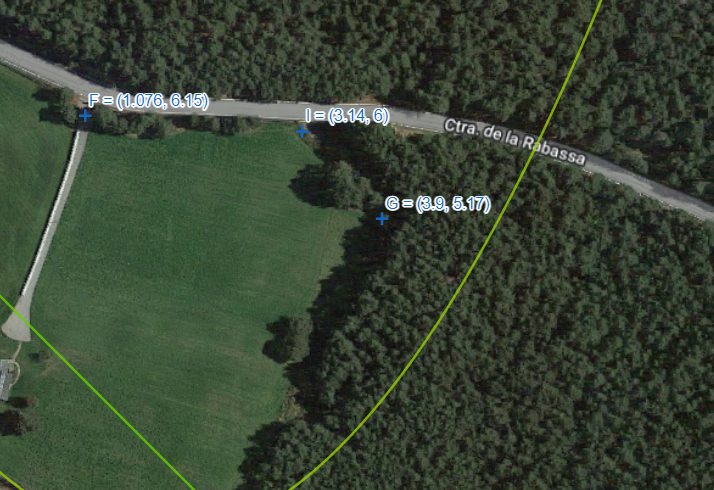 F = (1.076, 6.15)
I = (3.14, 6)
Ctra. de la Rabassa
G = (3.9, 5.17)